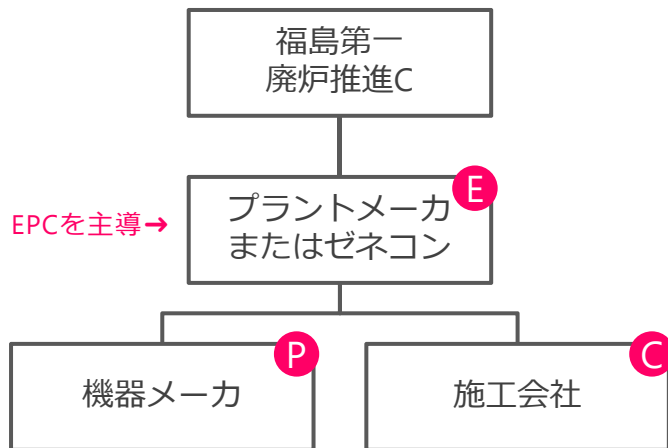 福島第一
廃炉推進C
E
プラントメーカ
またはゼネコン
EPCを主導→
P
機器メーカ
C
施工会社